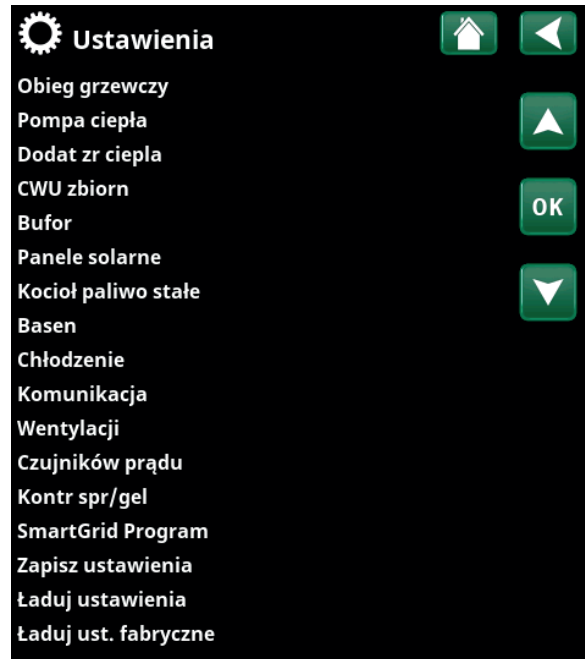 Ustawienia
Obieg grzewczy
Pompa ciepła
Dodat zr ciepla
CWU zbiorn
OK
Bufor
Panele solarne
Kocioł paliwo stałe
Basen
Chłodzenie
Komunikacja
Wentylacji
Czujników prądu
Kontr spr/gel
SmartGrid Program
Zapisz ustawienia
Ładuj ustawienia
Ładuj ust. fabryczne